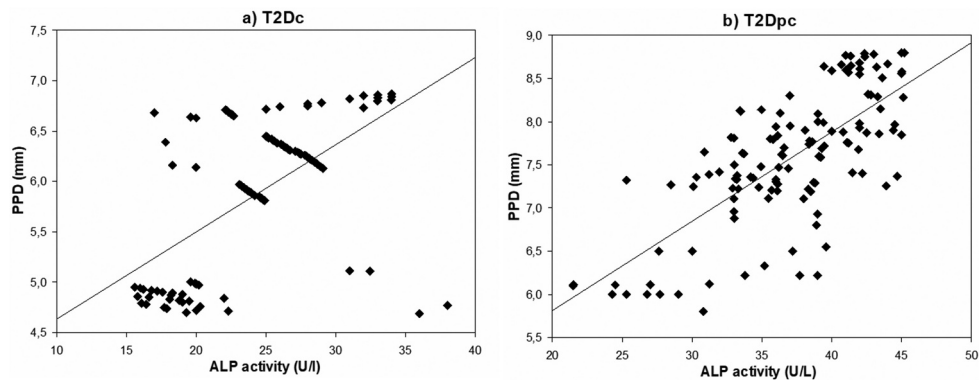 a) T2Dc
7,5
7,0
6,5
6,0
5,5
5,0
4,5
PPD (mm)
10 15 20 25 30 35 40
ALP activity (U/l)
b) T2Dpc
9,0
8,5
8,0
7,5
7,0
6,5
6,0
5,5
PPD (mm)
20 25 30 35 40 45 50
ALP activity (U/L)